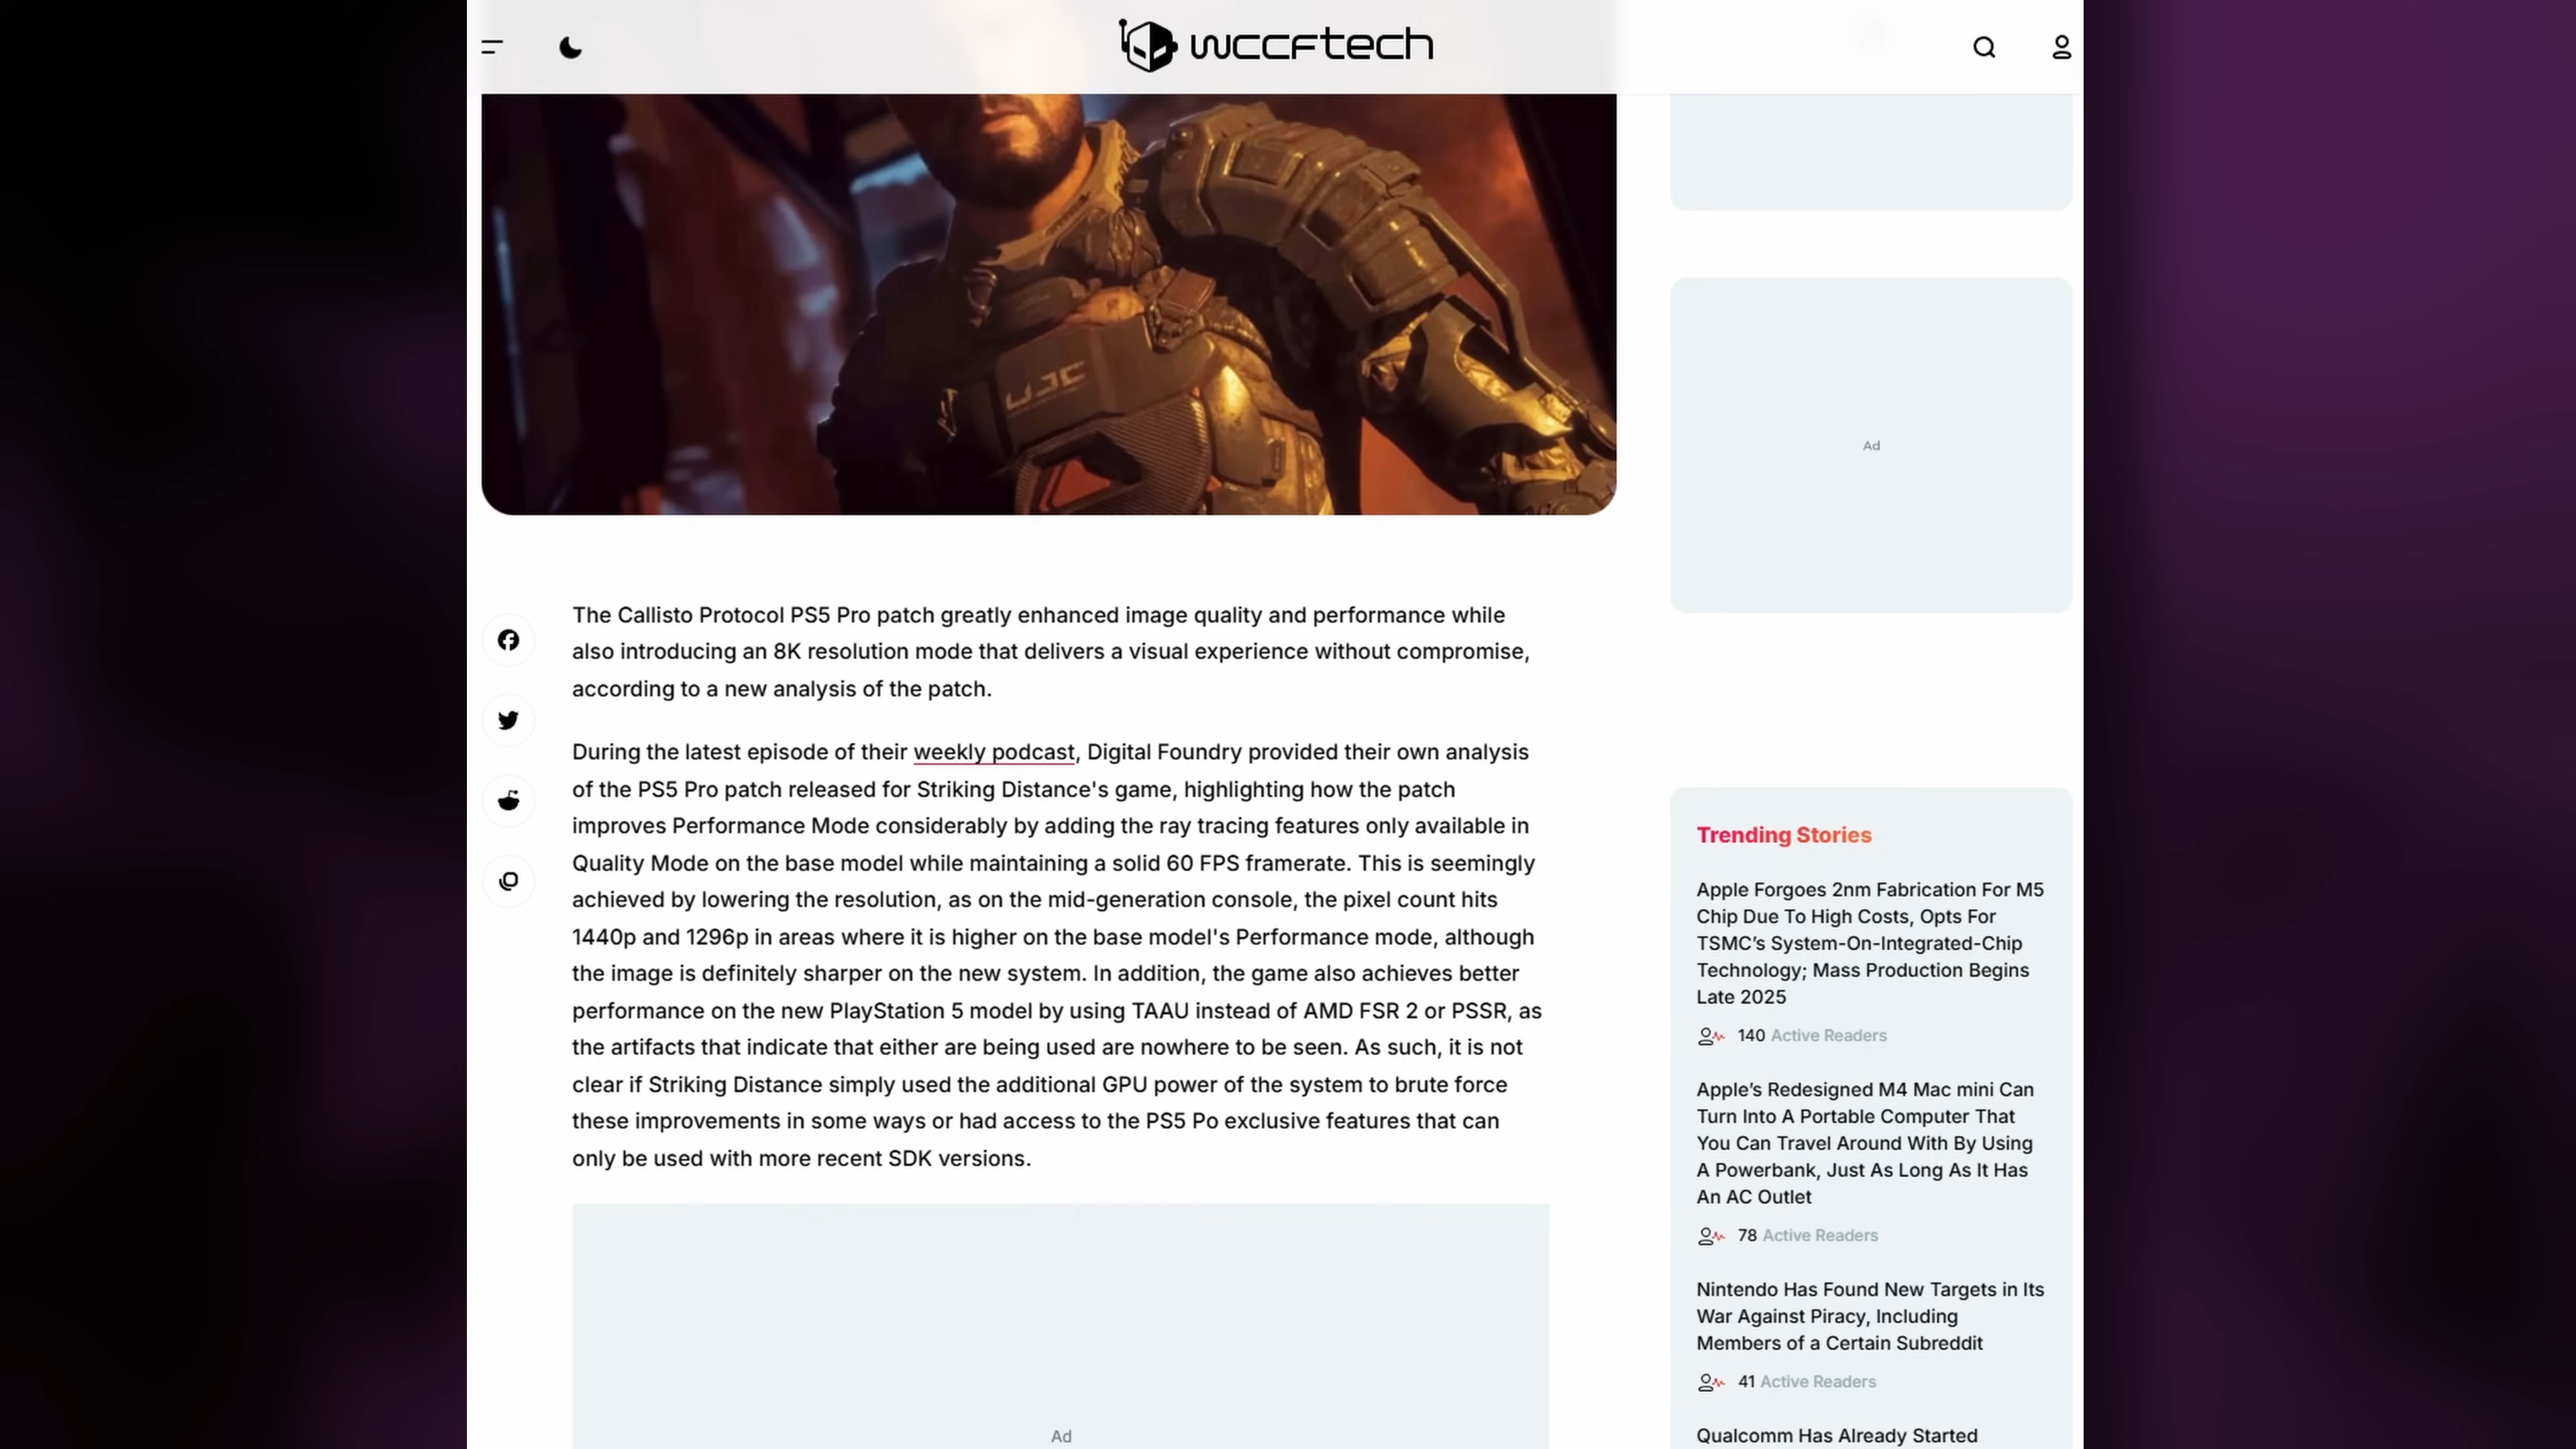 wccftech
UJC
Ad
The Callisto Protocol PS5 Pro patch greatly enhanced image quality and performance while
also introducing an 8K resolution mode that delivers a visual experience without compromise,
according to a new analysis of the patch.
During the latest episode of their weekly podcast, Digital Foundry provided their own analysis
of the PS5 Pro patch released for Striking Distance's game, highlighting how the patch
improves Performance Mode considerably by adding the ray tracing features only available in
Quality Mode on the base model while maintaining a solid 60 FPS framerate. This is seemingly
achieved by lowering the resolution, as on the mid-generation console, the pixel count hits
1440p and 1296p in areas where it is higher on the base model's Performance mode, although
the image is definitely sharper on the new system. In addition, the game also achieves better
performance on the new PlayStation 5 model by using TAAU instead of AMD FSR 2 or PSSR, as
the artifacts that indicate that either are being used are nowhere to be seen. As such, it is not
clear if Striking Distance simply used the additional GPU power of the system to brute force
these improvements in some ways or had access to the PS5 Po exclusive features that can
only be used with more recent SDK versions.
Ad
Trending Stories
Apple Forgoes 2nm Fabrication For M5
Chip Due To High Costs, Opts For
TSMC’s System-On-Integrated-Chip
Technology; Mass Production Begins
Late 2025
140 Active Readers
Apple’s Redesigned M4 Mac mini Can
Turn Into A Portable Computer That
You Can Travel Around With By Using
A Powerbank, Just As Long As It Has
An AC Outlet
78 Active Readers
Nintendo Has Found New Targets in Its
War Against Piracy, Including
Members of a Certain Subreddit
41 Active Readers
Qualcomm Has Already Started